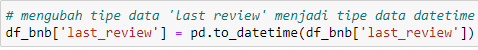 # mengubah tipe data 'last review' menjadi tipe data datetime
df_bnb['last_review'] = pd.to_datetime(df_bnb['last_review'])